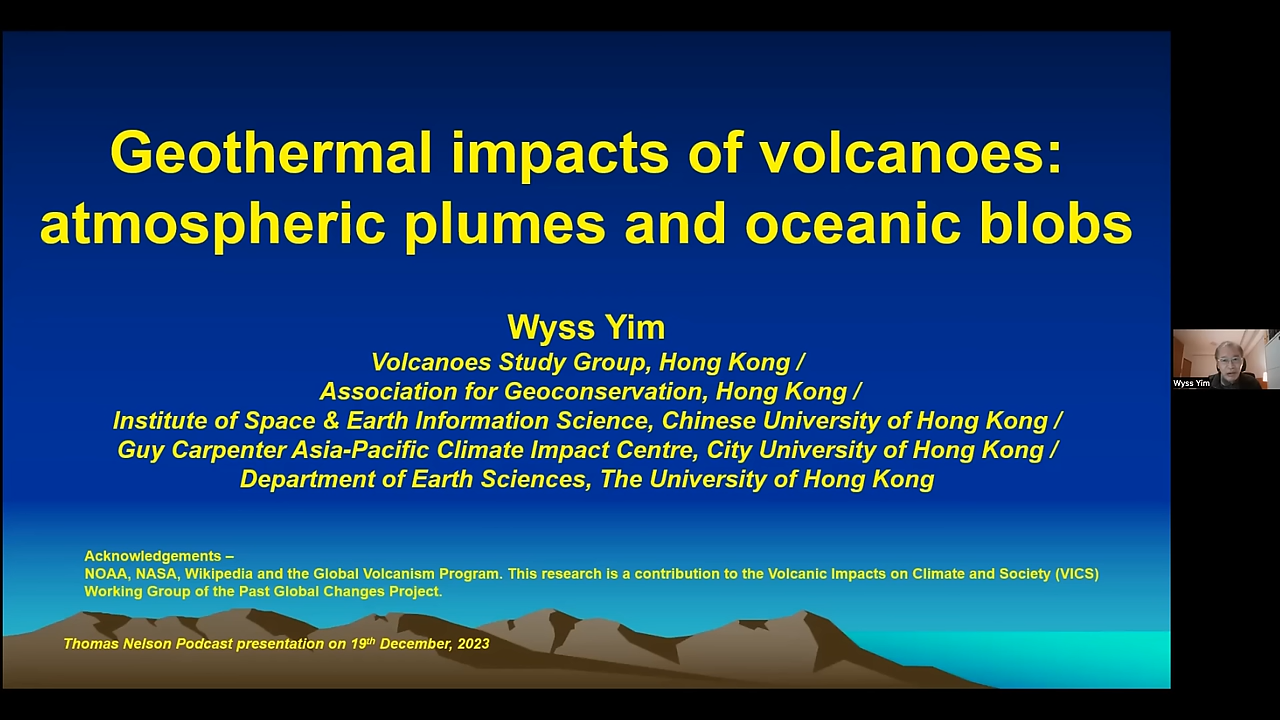 Geothermal impacts of volcanoes:
atmospheric plumes and oceanic blobs
Wyss Yim
Volcanoes Study Group, Hong Kong /
Association for Geoconservation, Hong Kong /
Institute of Space & Earth Information Science, Chinese University of Hong Kong /
Guy Carpenter Asia-Pacific Climate Impact Centre, City University of Hong Kong /
Department of Earth Sciences, The University of Hong Kong
Acknowledgements –
NOAA, NASA, Wikipedia and the Global Volcanism Program. This research is a contribution to the Volcanic Impacts on Climate and Society (VICS)
Working Group of the Past Global Changes Project.
Thomas Nelson Podcast presentation on 19th December, 2023
Wyss Yim